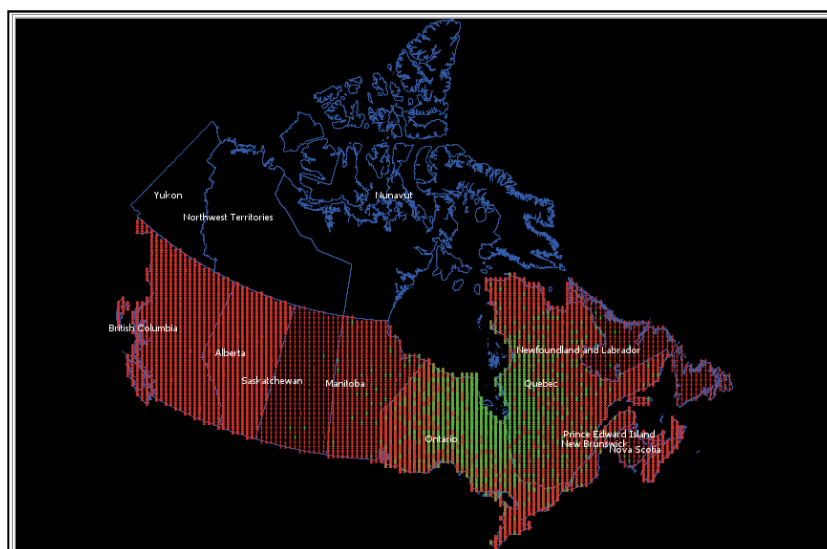 Yukon
Nunavut
Northwest Territories
British Columbia
Newfoundland and Labrador
Alberta
Saskatchewan
Manitoba
Quebec
Prince Edward Island
Ontario
New Brunswick
Nova Scotia